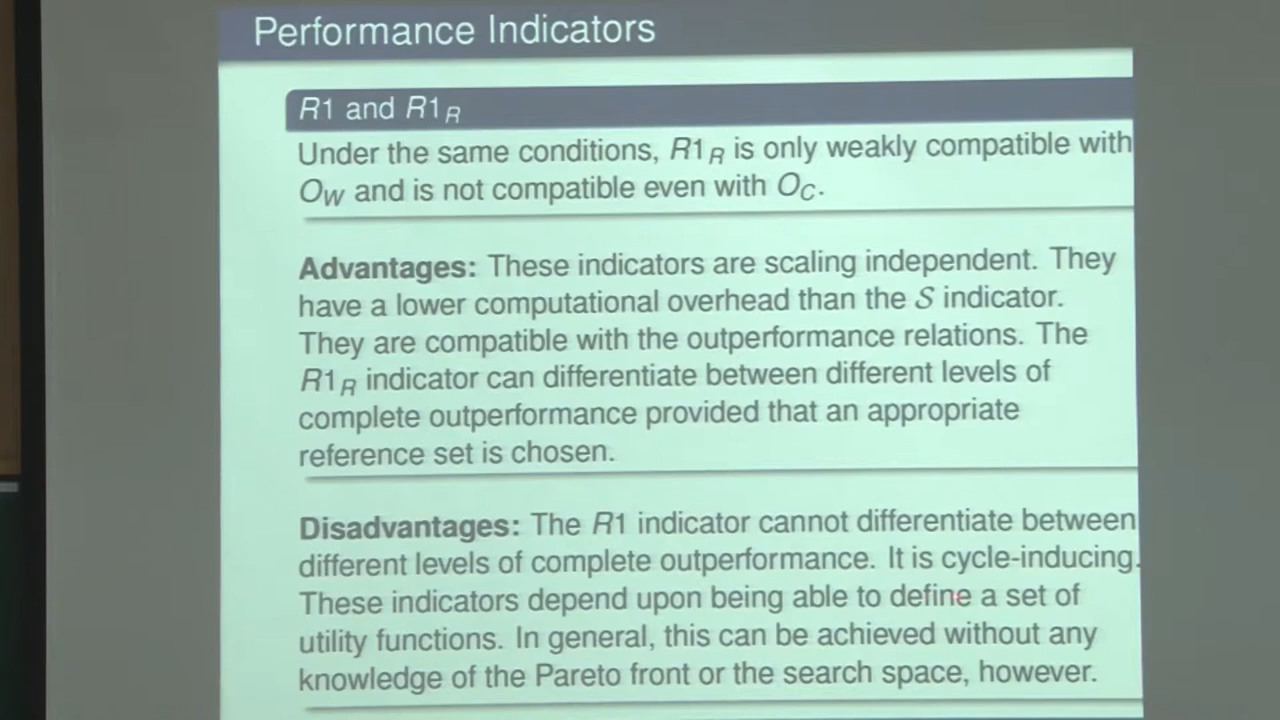 Performance Indicators
R1 and R1R
Under the same conditions, R1R is only weakly compatible with
OW and is not compatible even with OC.
Advantages: These indicators are scaling independent. They
have a lower computational overhead than the S indicator.
They are compatible with the outperformance relations. The
R1R indicator can differentiate between different levels of
complete outperformance provided that an appropriate
reference set is chosen.
Disadvantages: The R1 indicator cannot differentiate between
different levels of complete outperformance. It is cycle-inducing.
These indicators depend upon being able to define a set of
utility functions. In general, this can be achieved without any
knowledge of the Pareto front or the search space, however.